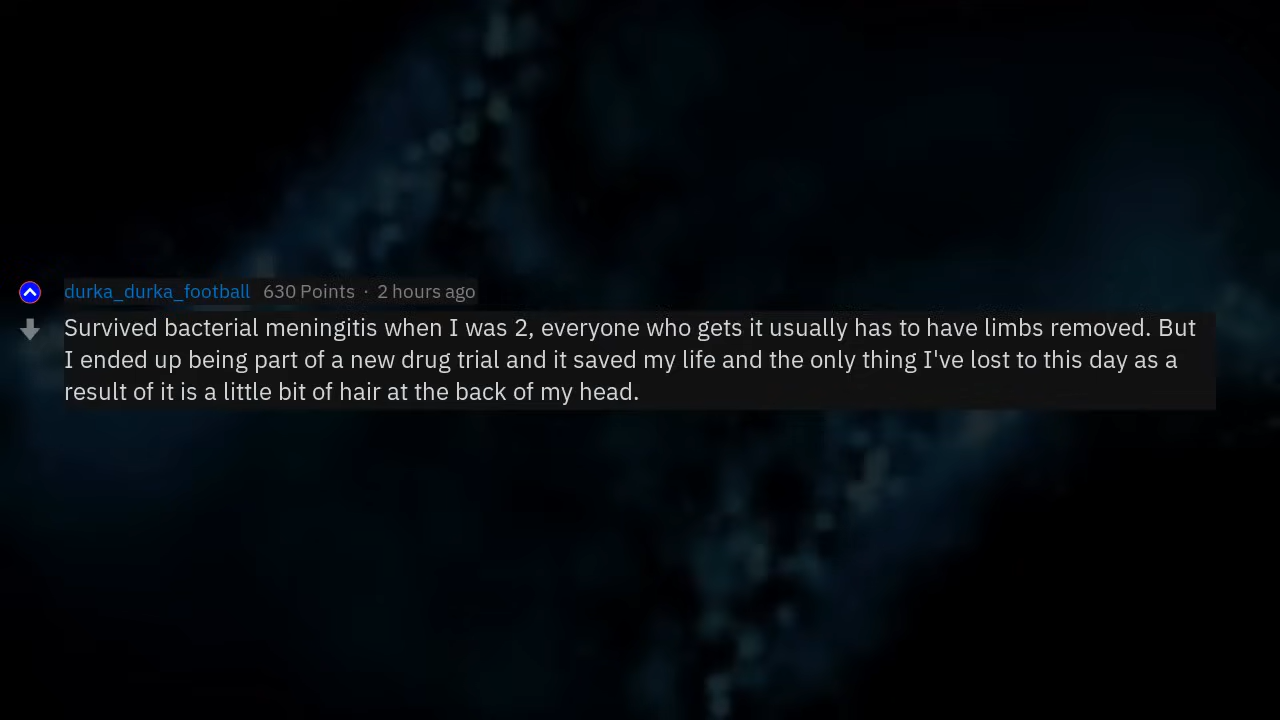 durka_durka_football 630 Points · 2 hours ago
Survived bacterial meningitis when I was 2, everyone who gets it usually has to have limbs removed. But
I ended up being part of a new drug trial and it saved my life and the only thing I've lost to this day as a
result of it is a little bit of hair at the back of my head.